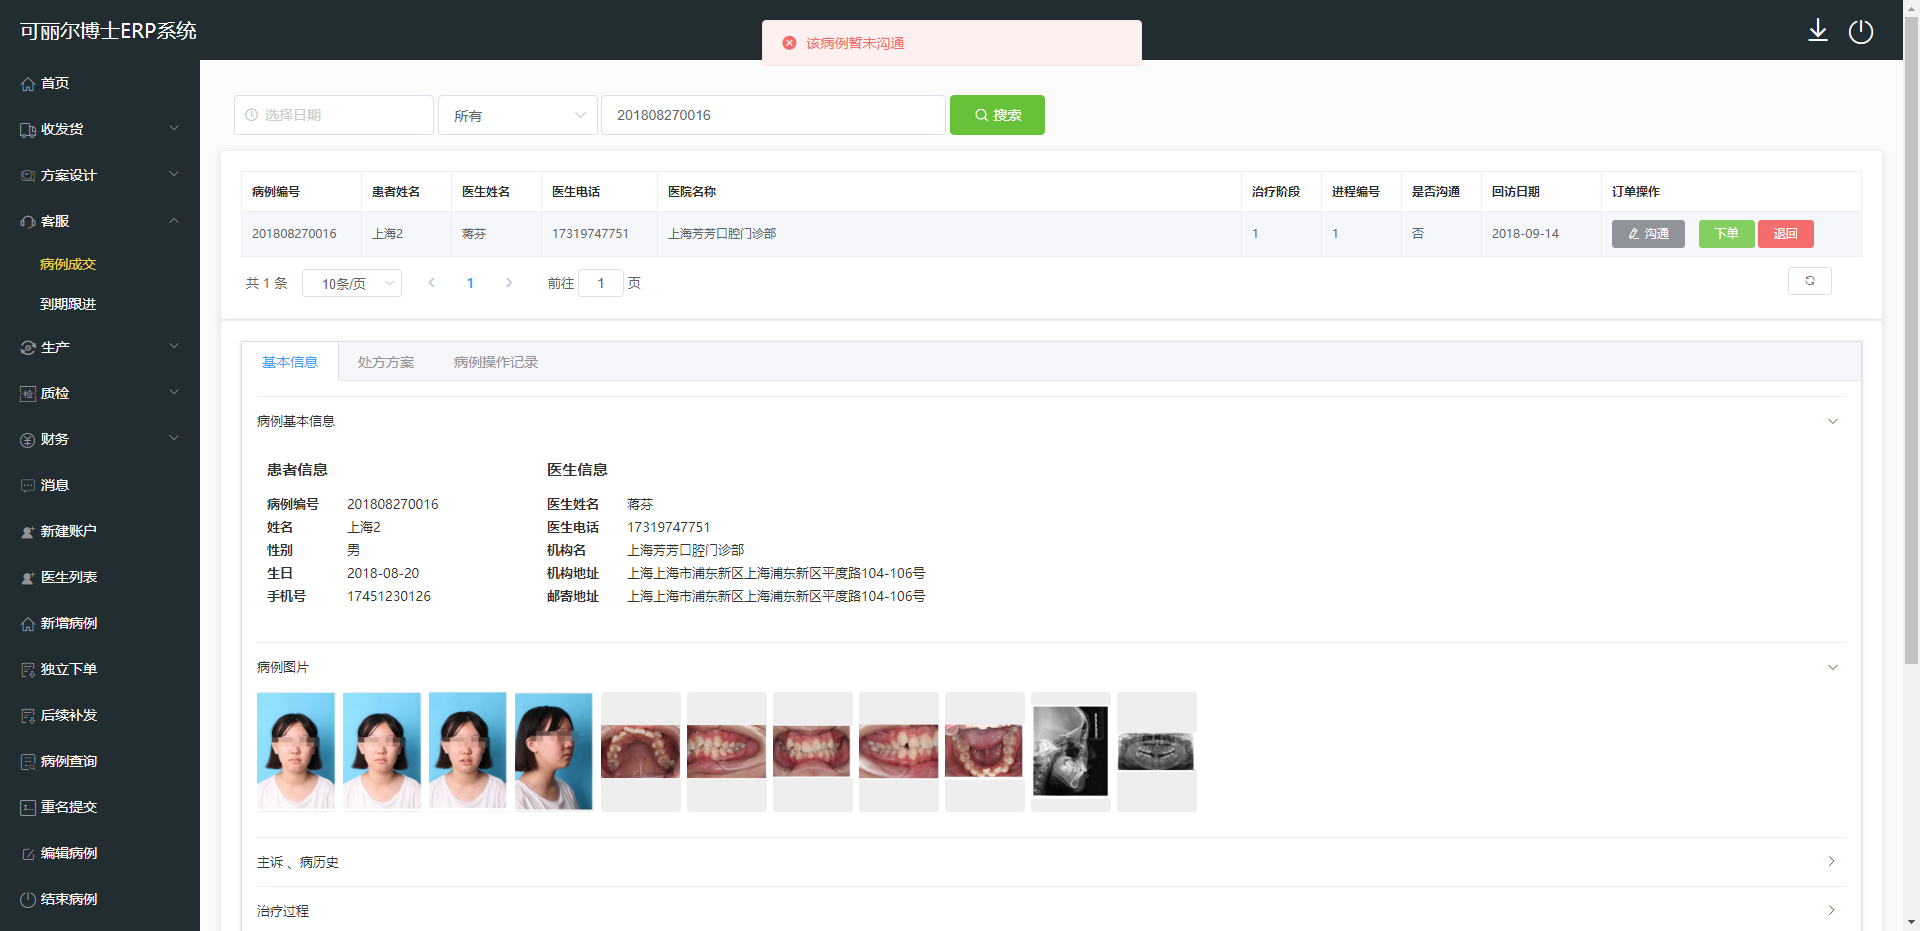 可丽尔博士ERP系统
该病例暂未沟通
首页
收发货
方案设计
客服
病例成交
到期跟进
生产
质检
财务
消息
新建账户
医生列表
新增病例
独立下单
后续补发
病例查询
重名提交
编辑病例
结束病例
选择日期 所有 201808270016 搜索
病例编号 患者姓名 医生姓名 医生电话 医院名称 治疗阶段 进程编号 是否沟通 回访日期 订单操作
201808270016 上海2 蒋芬 17319747751 上海芳芳口腔门诊部 1 1 否 2018-09-14 沟通 下单 退回
共 1 条 10条/页 1 前往 1 页
基本信息 处方方案 病例操作记录
病例基本信息
患者信息 医生信息
病例编号 201808270016 医生姓名 蒋芬
姓名 上海2 医生电话 17319747751
性别 男 机构名 上海芳芳口腔门诊部
生日 2018-08-20 机构地址 上海上海市浦东新区上海浦东新区平度路104-106号
手机号 17451230126 邮寄地址 上海上海市浦东新区上海浦东新区平度路104-106号
病例图片
主诉 、病历史
治疗过程